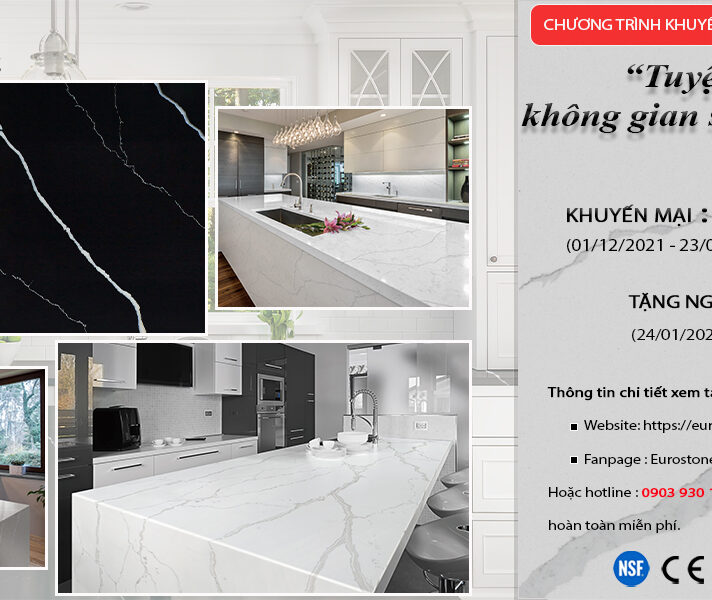 CHƯƠNG TRÌNH KHUYẾ
“Tuyệ
không gian s
KHUYẾN MẠI :
(01/12/2021 - 23/0
TẶNG NG
(24/01/202
Thông tin chi tiết xem tạ
Website: https://eur
Fanpage : Eurostone
Hoặc hotline : 0903 930 1
hoàn toàn miễn phí.
NSF CE